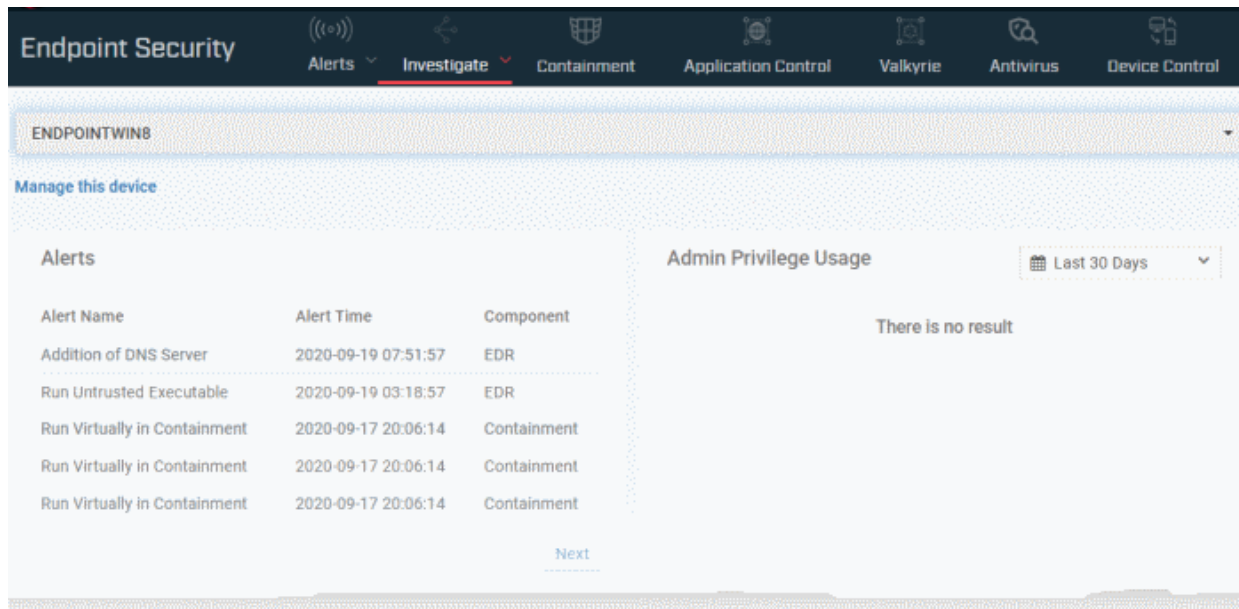 Endpoint Security
Alerts
Investigate
Containment
Application Control
Valkyrie
Antivirus
Device Control
ENDPOINTWIN8
Manage this device
Alerts
Alert Name Alert Time Component
Addition of DNS Server 2020-09-19 07:51:57 EDR
Run Untrusted Executable 2020-09-19 03:18:57 EDR
Run Virtually in Containment 2020-09-17 20:06:14 Containment
Run Virtually in Containment 2020-09-17 20:06:14 Containment
Run Virtually in Containment 2020-09-17 20:06:14 Containment
Next
Admin Privilege Usage
Last 30 Days
There is no result